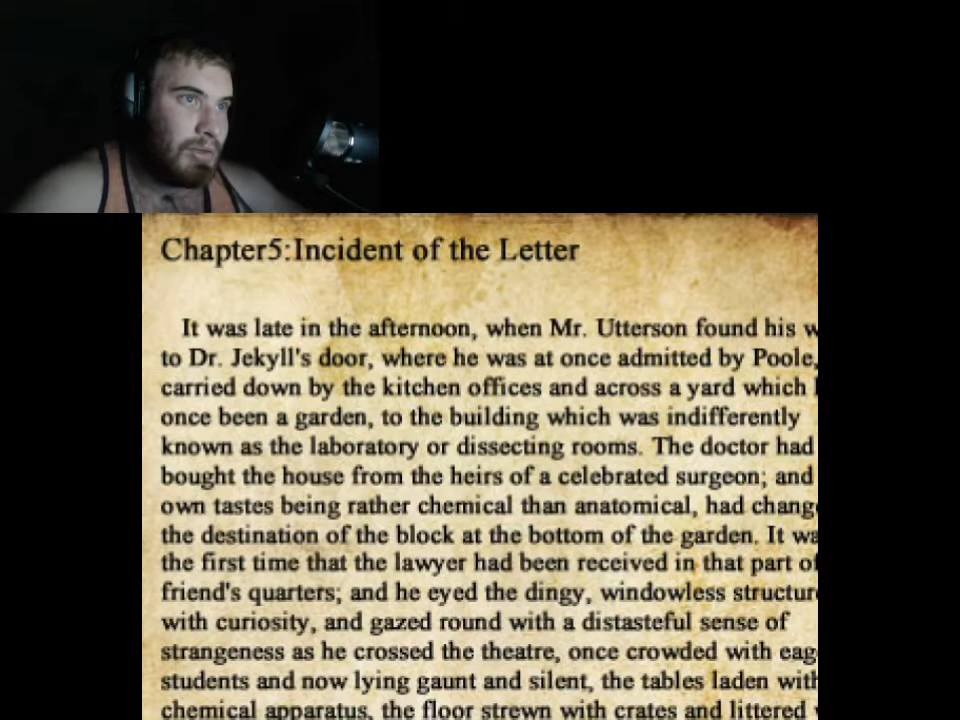 Chapter5:Incident of the Letter
It was late in the afternoon, when Mr. Utterson found his
to Dr. Jekyll's door, where he was at once admitted by Poole,
carried down by the kitchen offices and across a yard which
once been a garden, to the building which was indifferently
known as the laboratory or dissecting rooms. The doctor had
bought the house from the heirs of a celebrated surgeon; and
own tastes being rather chemical than anatomical, had
the destination of the block at the bottom of the garden. It
the first time that the lawyer had been received in that part
friend's quarters; and he eyed the dingy, windowless
with curiosity, and gazed round with a distasteful sense of
strangeness as he crossed the theatre, once crowded with
students and now lying gaunt and silent, the tables laden
chemical apparatus, the floor strewn with crates and littered